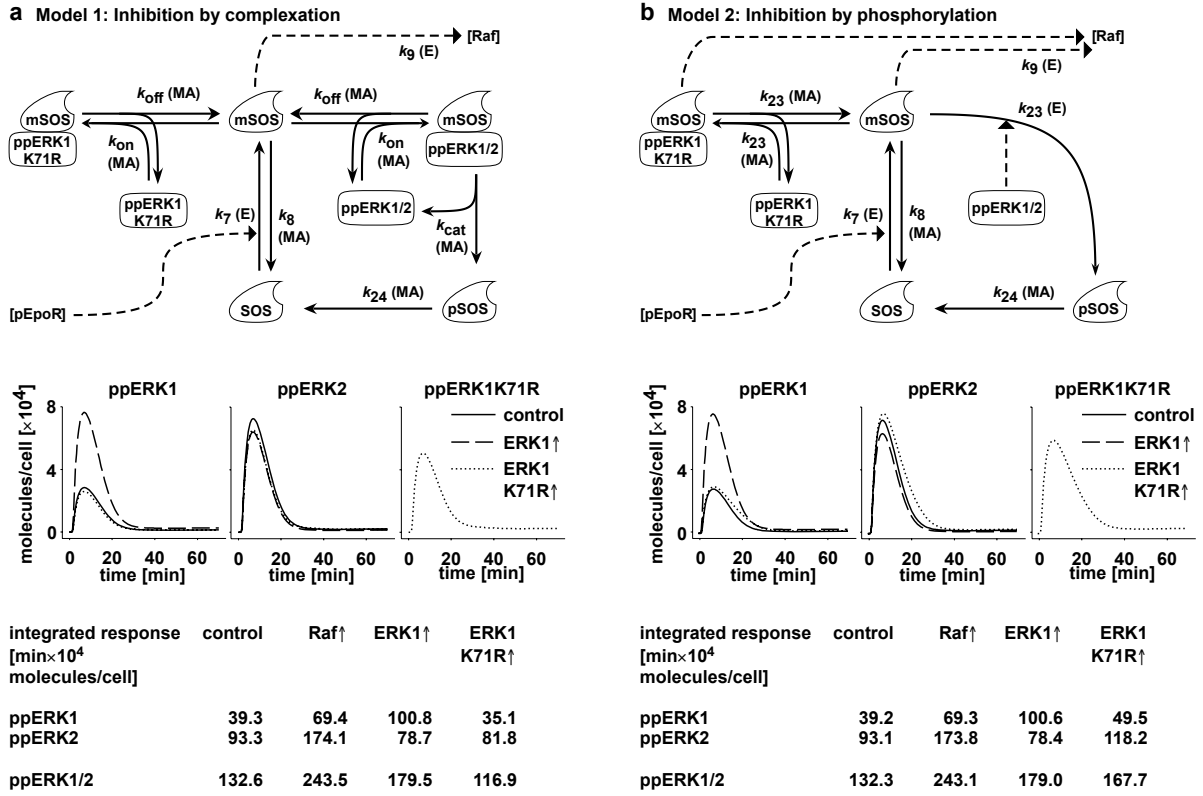 a Model 1: Inhibition by complexation
[Raf]
k9 (E)
koff (MA)
koff (MA)
mSOS
mSOS
mSOS
ppERK1
K71R
kon
(MA)
kon
(MA)
ppERK1/2
ppERK1
K71R
ppERK1/2
k7 (E)
k8
(MA)
kcat
(MA)
k24 (MA)
SOS
pSOS
[pEpoR]
ppERK1
ppERK2
ppERK1K71R
molecules/cell [×10⁴]
8
4
0
control
ERK1↑
ERK1
K71R↑
0 20 40 60
0 20 40 60
0 20 40 60
time [min]
time [min]
time [min]
integrated response control Raf↑ ERK1↑ ERK1
[min×10⁴ K71R↑
molecules/cell]
ppERK1 39.3 69.4 100.8 35.1
ppERK2 93.3 174.1 78.7 81.8
ppERK1/2 132.6 243.5 179.5 116.9
b Model 2: Inhibition by phosphorylation
[Raf]
k9 (E)
k23 (MA)
k23 (E)
mSOS
mSOS
ppERK1
K71R
k23
(MA)
ppERK1
K71R
ppERK1/2
k7 (E)
k8
(MA)
k24 (MA)
SOS
pSOS
[pEpoR]
ppERK1
ppERK2
ppERK1K71R
molecules/cell [×10⁴]
8
4
0
control
ERK1↑
ERK1
K71R↑
0 20 40 60
0 20 40 60
0 20 40 60
time [min]
time [min]
time [min]
integrated response control Raf↑ ERK1↑ ERK1
[min×10⁴ K71R↑
molecules/cell]
ppERK1 39.2 69.3 100.6 49.5
ppERK2 93.1 173.8 78.4 118.2
ppERK1/2 132.3 243.1 179.0 167.7